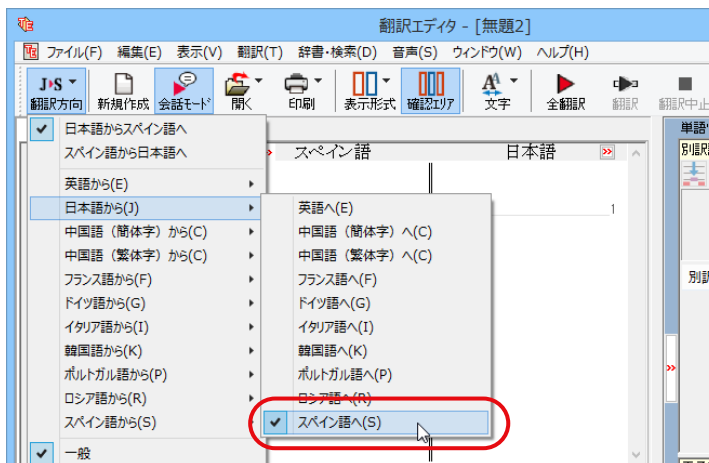 翻訳エディタ - [無題2]
ファイル(F) 編集(E) 表示(V) 翻訳(T) 辞書・検索(D) 音声(S) ウィンドウ(W) ヘルプ(H)
J▸S
翻訳方向 新規作成 会話モード 開く 印刷 表示形式 確認エリア 文字 全翻訳 翻訳 翻訳中止
日本語からスペイン語へ
スペイン語から日本語へ
スペイン語 日本語
英語から(E)
日本語から(J)
中国語（簡体字）から(C)
中国語（繁体字）から(C)
フランス語から(F)
ドイツ語から(G)
イタリア語から(I)
韓国語から(K)
ポルトガル語から(P)
ロシア語から(R)
スペイン語から(S)
一般
英語へ(E)
中国語（簡体字）へ(C)
中国語（繁体字）へ(C)
フランス語へ(F)
ドイツ語へ(G)
イタリア語へ(I)
韓国語へ(K)
ポルトガル語へ(P)
ロシア語へ(R)
スペイン語へ(S)
1
単語
別訳
別訳